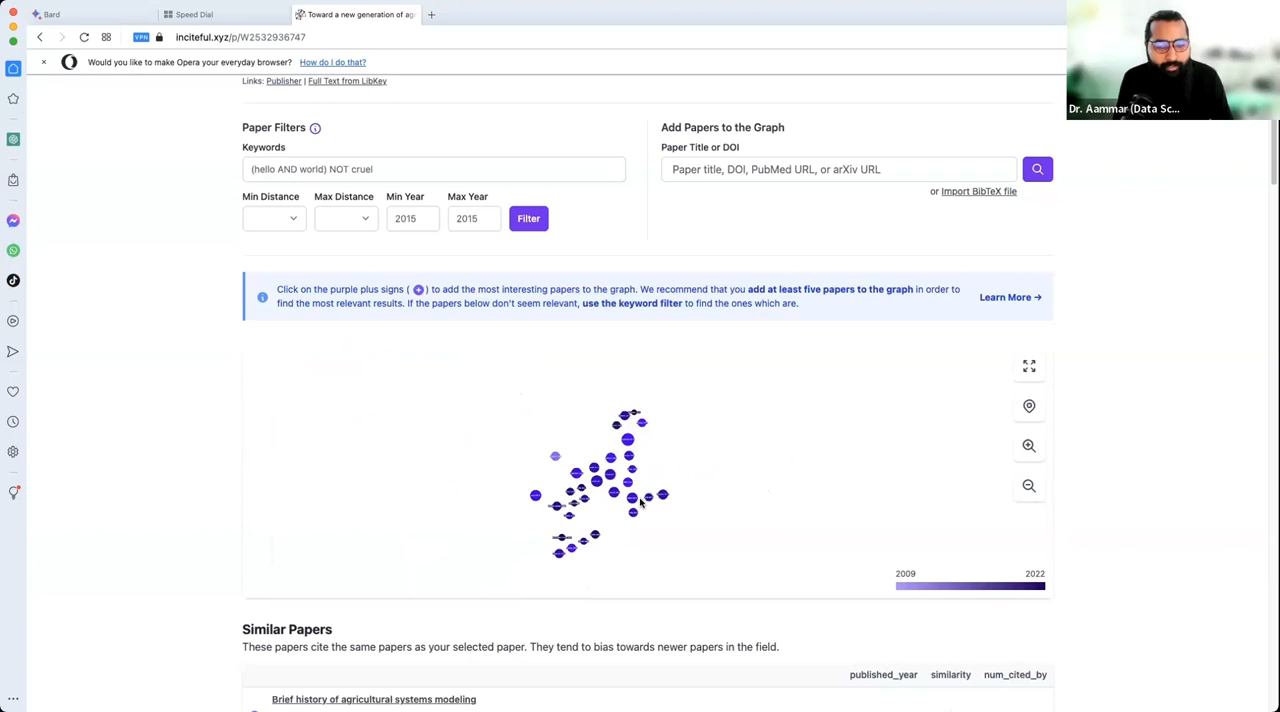 Bard
Speed Dial
Toward a new generation of ag
VPN
inciteful.xyz/p/W2532936747
Would you like to make Opera your everyday browser? How do I do that?
Links: Publisher | Full Text from LibKey
Dr. Aammar (Data Sc...
Paper Filters
Add Papers to the Graph
Keywords
Paper Title or DOI
(hello AND world) NOT cruel
Paper title, DOI, PubMed URL, or arXiv URL
or Import BibTeX file
Min Distance
Max Distance
Min Year
Max Year
2015
2015
Filter
Click on the purple plus signs ( + ) to add the most interesting papers to the graph. We recommend that you add at least five papers to the graph in order to
find the most relevant results. If the papers below don't seem relevant, use the keyword filter to find the ones which are.
Learn More →
2009
2022
Similar Papers
These papers cite the same papers as your selected paper. They tend to bias towards newer papers in the field.
published_year
similarity
num_cited_by
Brief history of agricultural systems modeling